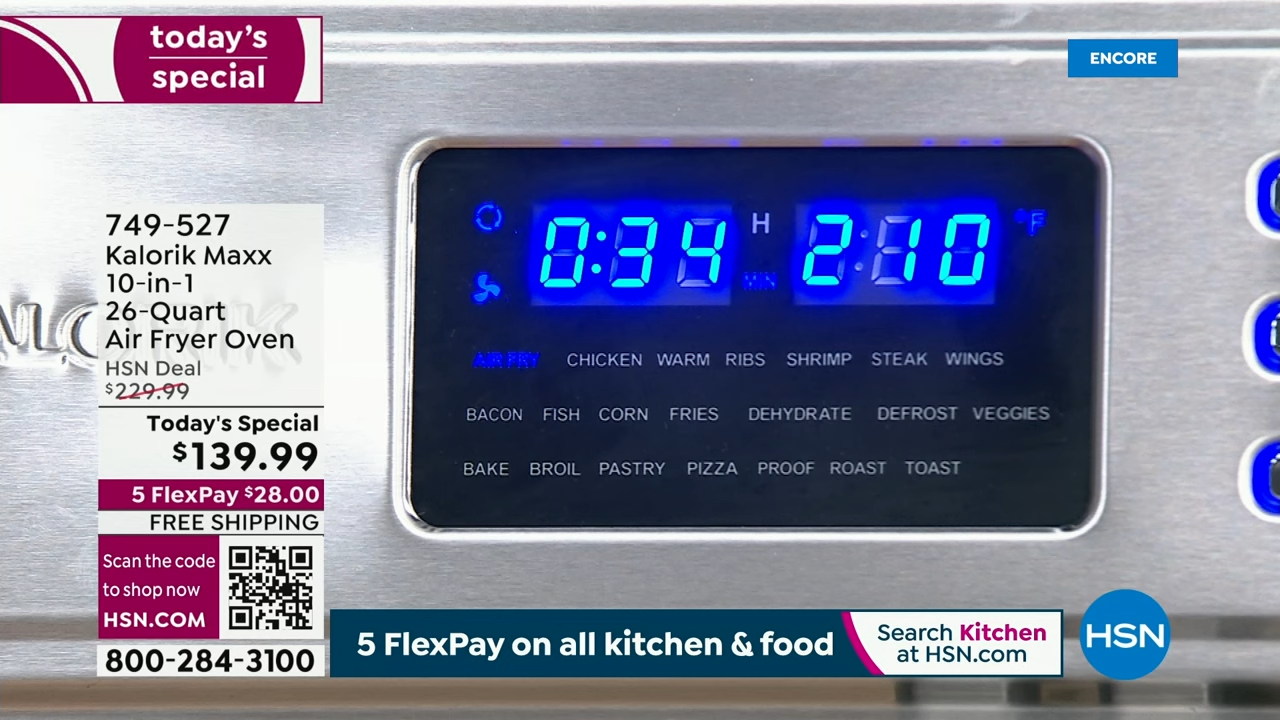 today's
special
ENCORE
749-527
Kalorik Maxx
10-in-1
26-Quart
Air Fryer Oven
HSN Deal
$229.99
Today's Special
$139.99
5 FlexPay $28.00
FREE SHIPPING
Scan the code
to shop now
HSN.COM
800-284-3100
0:34 H MIN 210 °F
AIR FRY CHICKEN WARM RIBS SHRIMP STEAK WINGS
BACON FISH CORN FRIES DEHYDRATE DEFROST VEGGIES
BAKE BROIL PASTRY PIZZA PROOF ROAST TOAST
5 FlexPay on all kitchen & food
Search Kitchen
at HSN.com
HSN